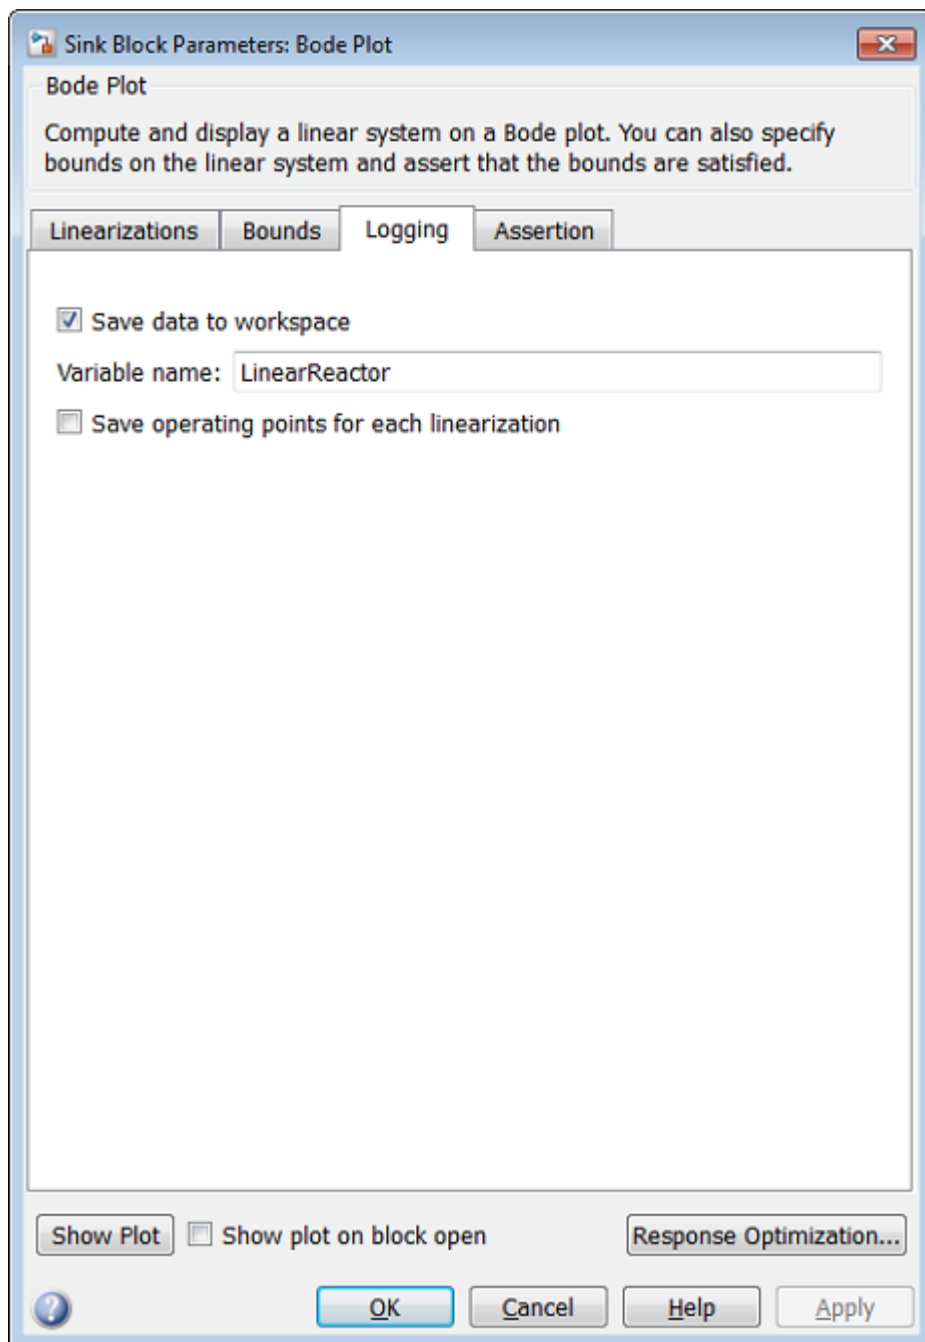 Sink Block Parameters: Bode Plot
Bode Plot
Compute and display a linear system on a Bode plot. You can also specify
bounds on the linear system and assert that the bounds are satisfied.
Linearizations Bounds Logging Assertion
Save data to workspace
Variable name: LinearReactor
Save operating points for each linearization
Show Plot Show plot on block open Response Optimization...
? OK Cancel Help Apply